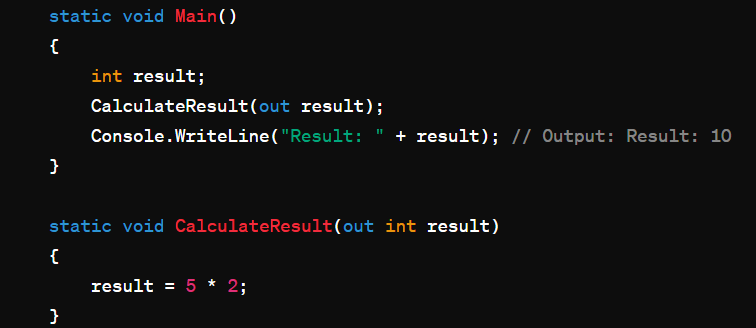 static void Main()
{
    int result;
    CalculateResult(out result);
    Console.WriteLine("Result: " + result); // Output: Result: 10
}

static void CalculateResult(out int result)
{
    result = 5 * 2;
}